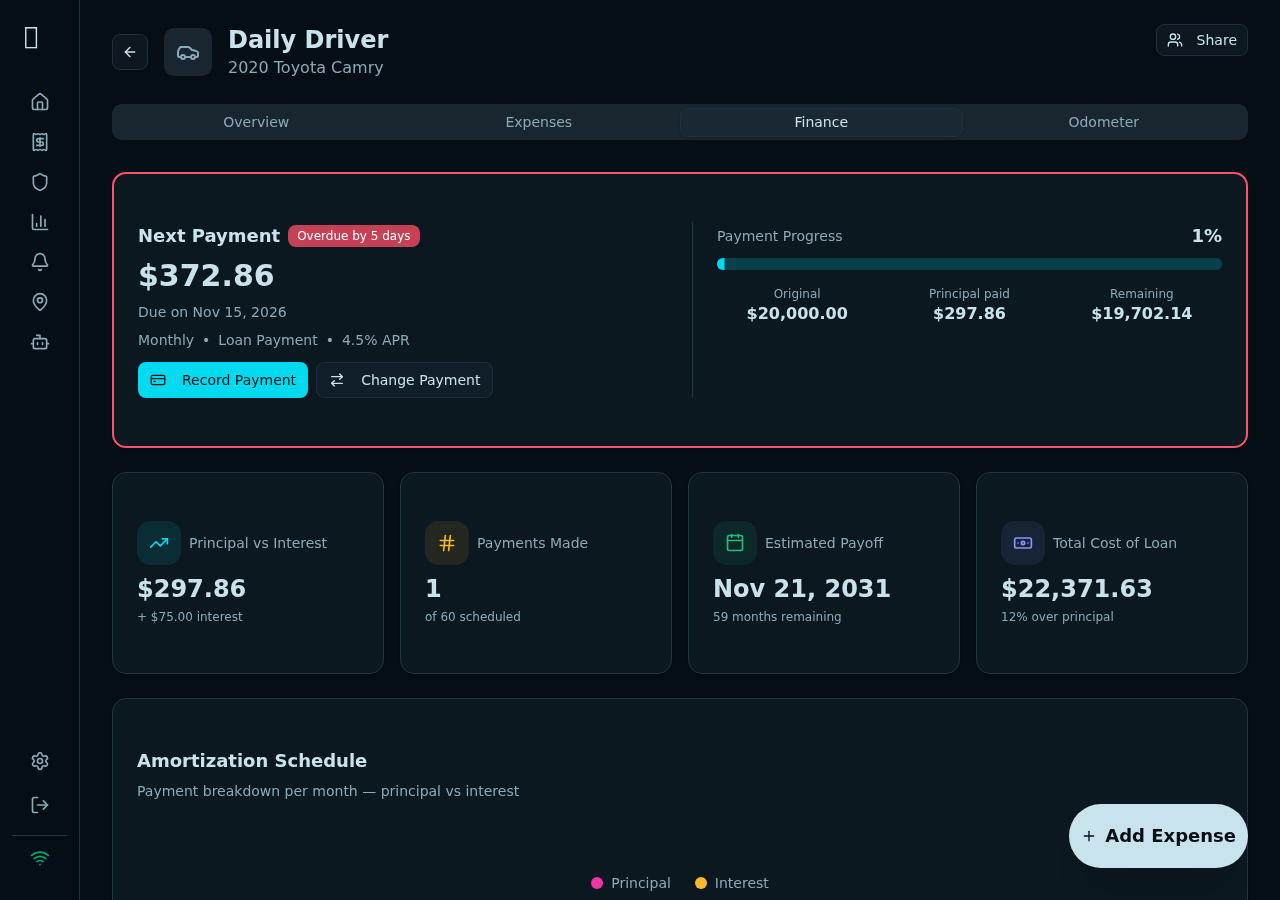 Daily Driver
2020 Toyota Camry
Share
Overview
Expenses
Finance
Odometer
Next Payment
Overdue by 5 days
$372.86
Due on Nov 15, 2026
Monthly • Loan Payment • 4.5% APR
Record Payment
Change Payment
Payment Progress
1%
Original
$20,000.00
Principal paid
$297.86
Remaining
$19,702.14
Principal vs Interest
$297.86
+ $75.00 interest
Payments Made
1
of 60 scheduled
Estimated Payoff
Nov 21, 2031
59 months remaining
Total Cost of Loan
$22,371.63
12% over principal
Amortization Schedule
Payment breakdown per month — principal vs interest
Add Expense
Principal
Interest